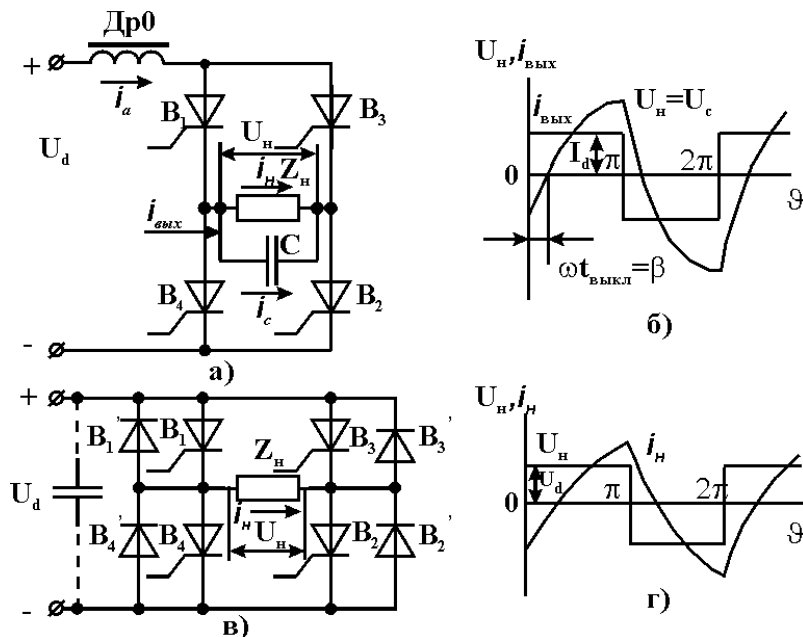 Др0
+
i_a
B₁
B₃
U_d
U_н
i_н Z_н
i_вых
C
B₄
i_c
B₂
-
а)
U_н, i_вых
i_вых
U_н=U_c
I_d
π
2π
0
ϑ
ωt_выкл=β
б)
+
B₁'
B₁
Z_н
B₃
B₃'
U_d
i_н
U_н
B₄'
B₄
B₂
B₂'
-
в)
U_н, i_н
U_н
i_н
U_d
π
2π
0
ϑ
г)